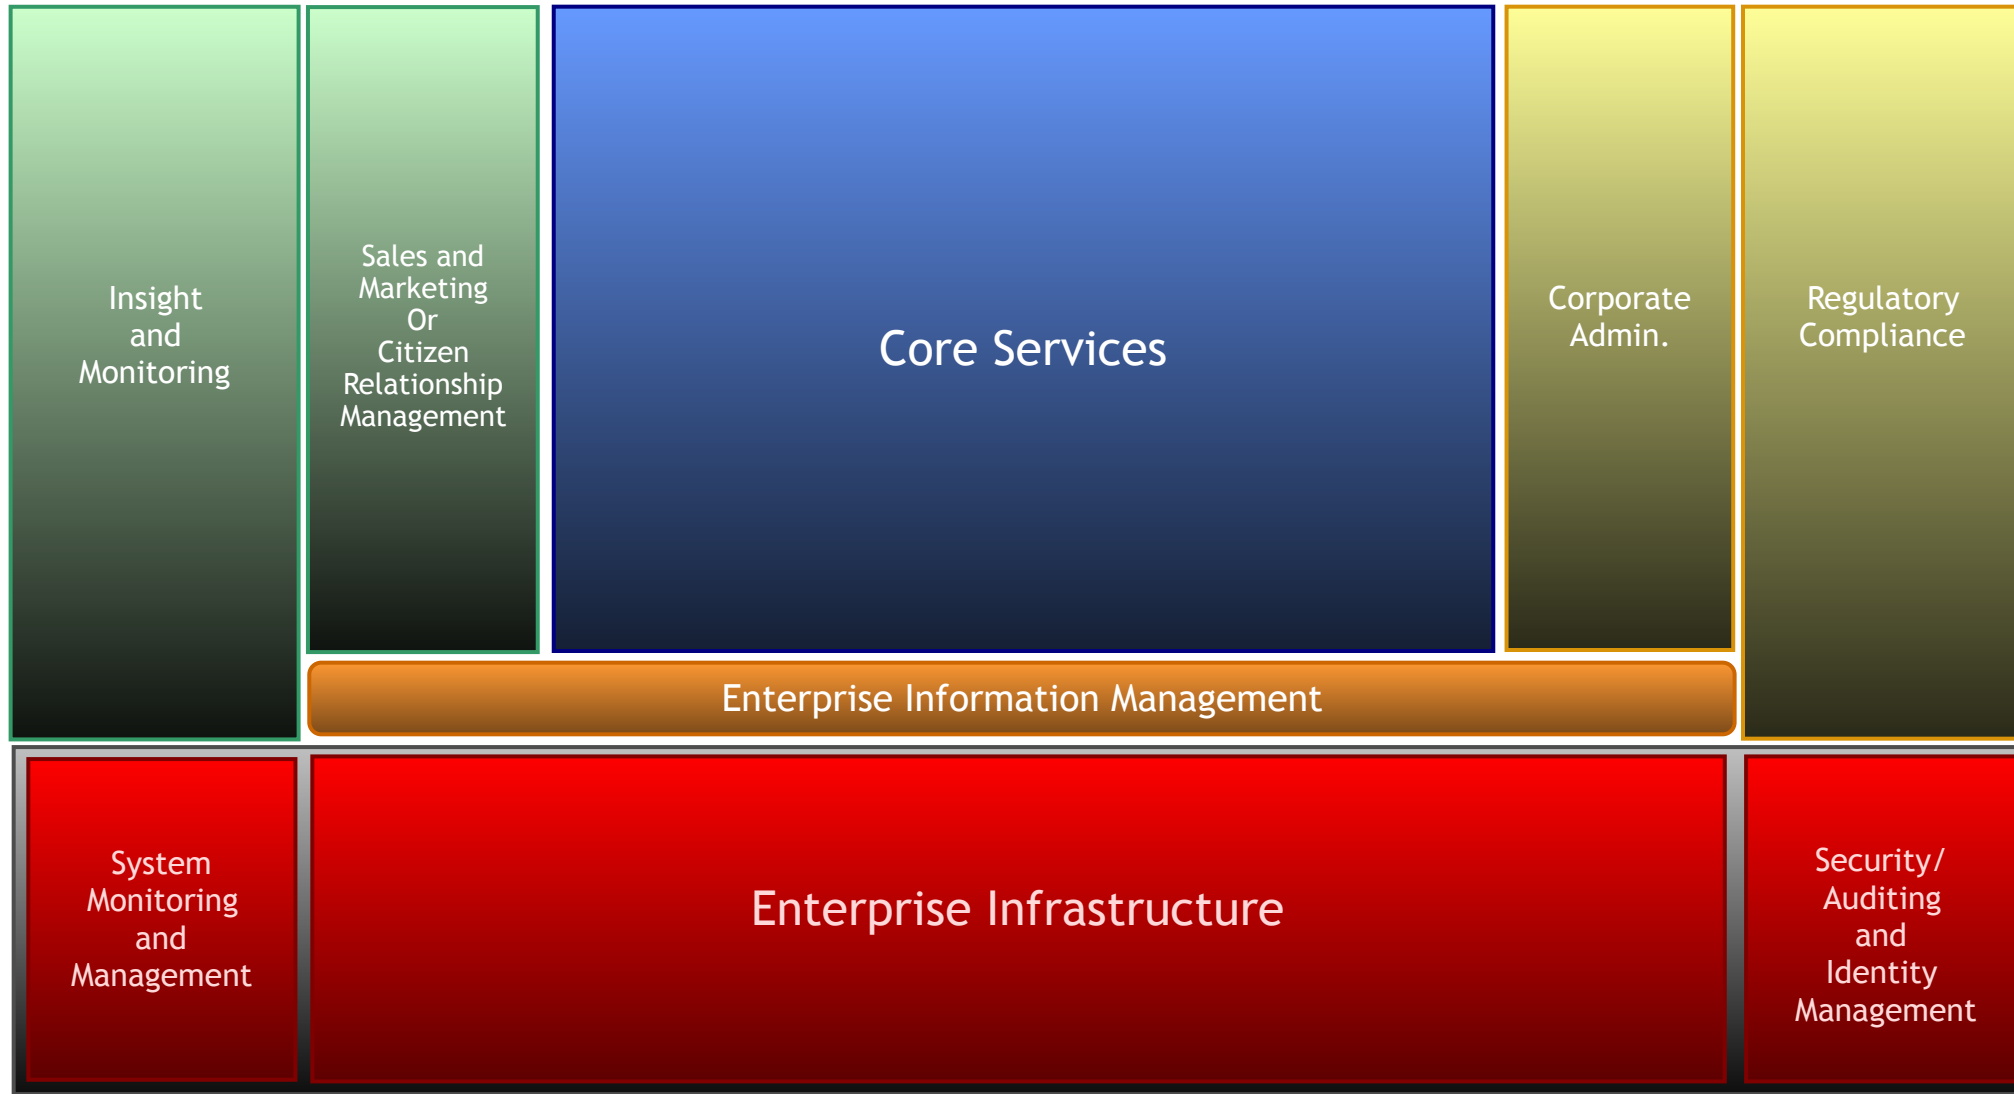 Insight
and
Monitoring
Sales and
Marketing
Or
Citizen
Relationship
Management
Core Services
Corporate
Admin.
Regulatory
Compliance
Enterprise Information Management
System
Monitoring
and
Management
Enterprise Infrastructure
Security/
Auditing
and
Identity
Management